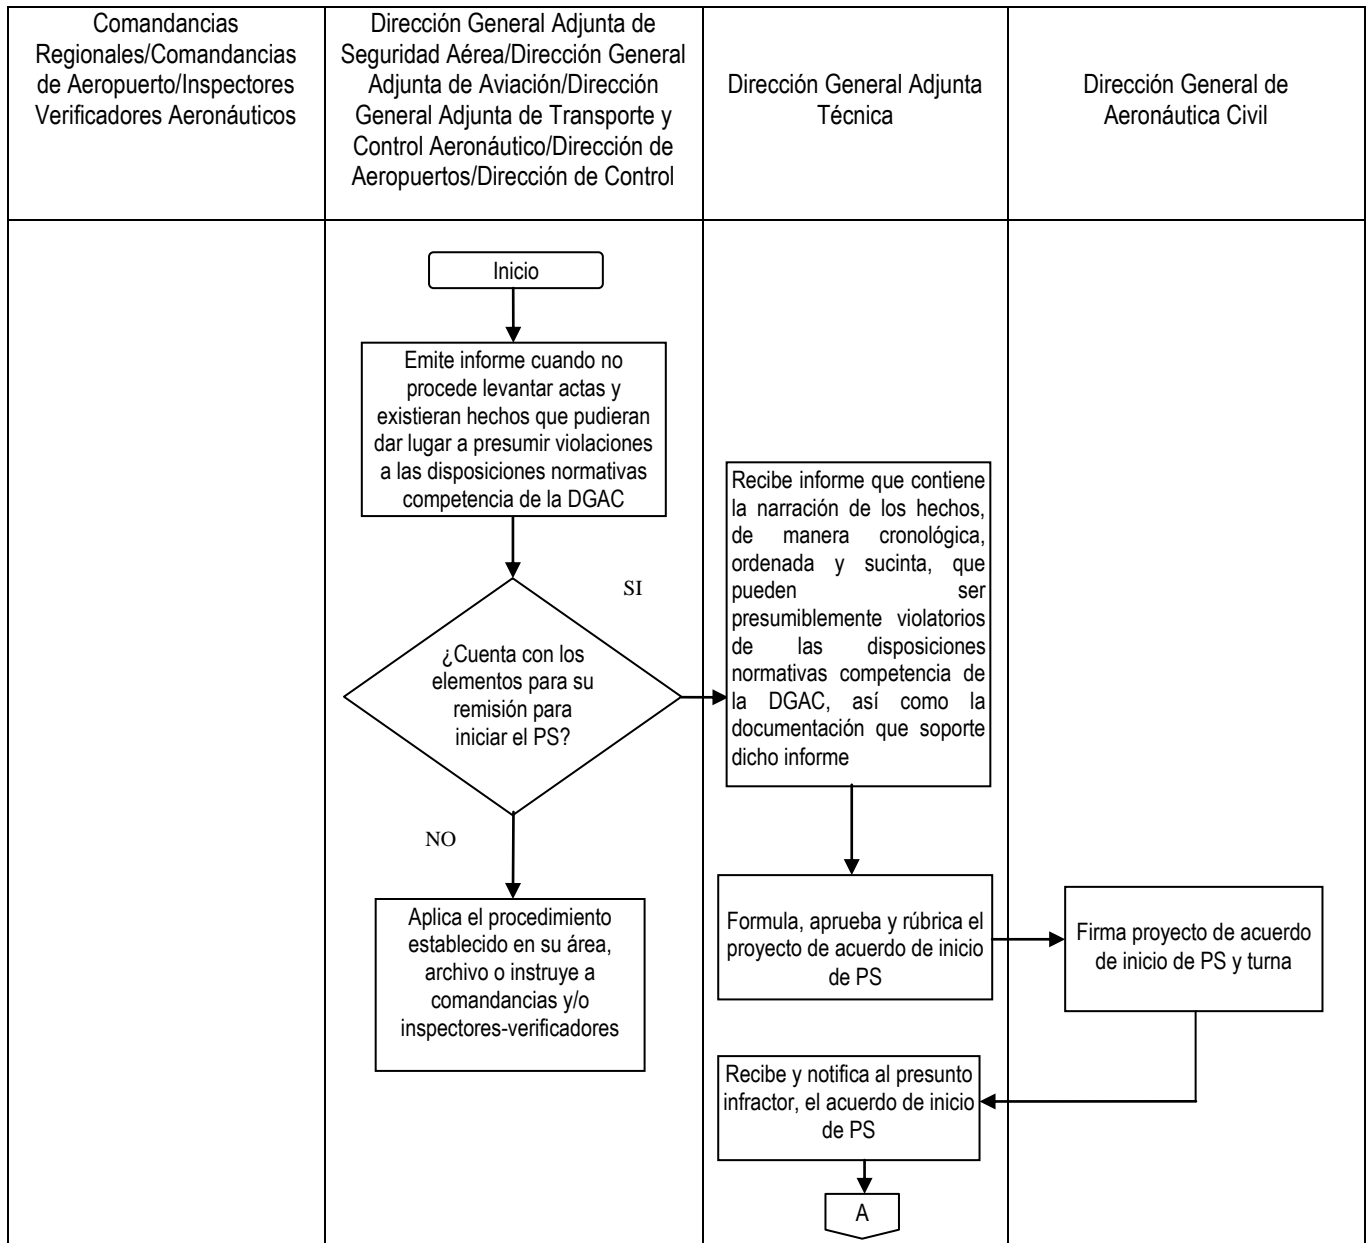 Comandancias
Regionales/Comandancias
de Aeropuerto/Inspectores
Verificadores Aeronáuticos
Dirección General Adjunta de
Seguridad Aérea/Dirección General
Adjunta de Aviación/Dirección
General Adjunta de Transporte y
Control Aeronáutico/Dirección de
Aeropuertos/Dirección de Control
Dirección General Adjunta
Técnica
Dirección General de
Aeronáutica Civil
Inicio
Emite informe cuando no
procede levantar actas y
existieran hechos que pudieran
dar lugar a presumir violaciones
a las disposiciones normativas
competencia de la DGAC
SI
¿Cuenta con los
elementos para su
remisión para
iniciar el PS?
NO
Aplica el procedimiento
establecido en su área,
archivo o instruye a
comandancias y/o
inspectores-verificadores
Recibe informe que contiene
la narración de los hechos,
de manera cronológica,
ordenada y sucinta, que
pueden ser
presumiblemente violatorios
de las disposiciones
normativas competencia de
la DGAC, así como la
documentación que soporte
dicho informe
Formula, aprueba y rúbrica el
proyecto de acuerdo de inicio
de PS
Firma proyecto de acuerdo
de inicio de PS y turna
Recibe y notifica al presunto
infractor, el acuerdo de inicio
de PS
A